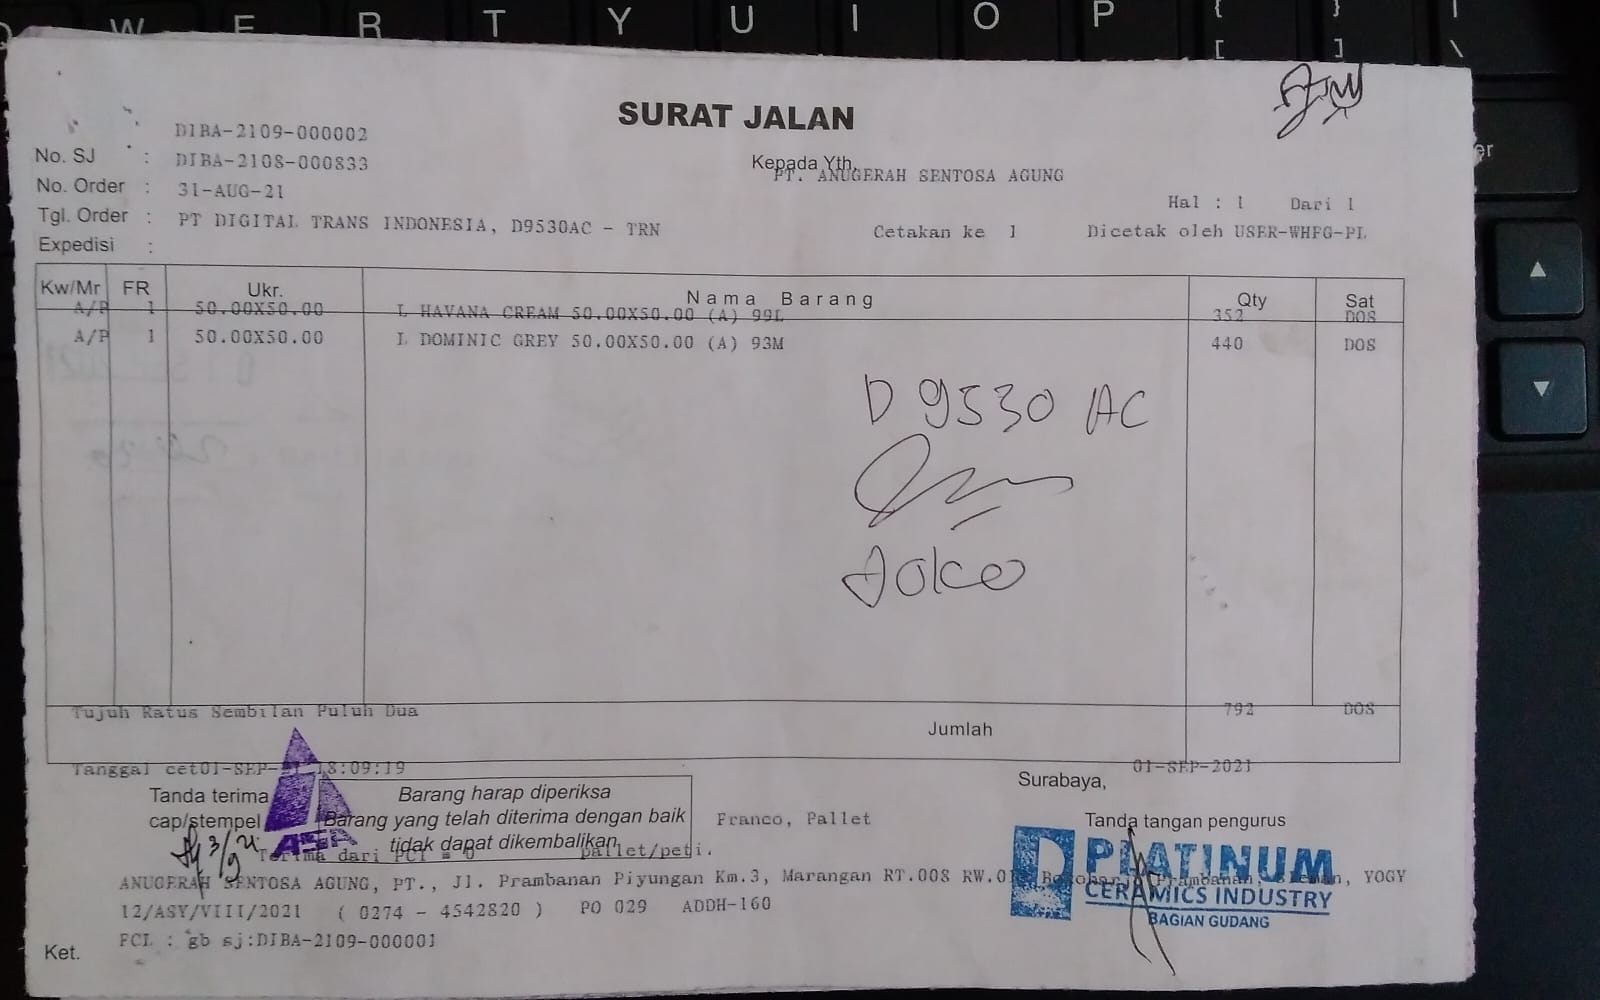 W E R T Y U I O P { [ } ] | \
SURAT JALAN
DIBA-2109-000002
No. SJ : DIBA-2108-000833
Kepada Yth,
PT. ANUGERAH SENTOSA AGUNG
No. Order : 31-AUG-21
Hal : 1 Dari 1
Tgl. Order : PT DIGITAL TRANS INDONESIA, D9530AC - TRN
Cetakan ke 1 Dicetak oleh USER-WHFG-PL
Expedisi :
Kw/Mr FR Ukr. Nama Barang Qty Sat
A/P 1 50.00X50.00 L HAVANA CREAM 50.00X50.00 (A) 99L 352 DOS
A/P 1 50.00X50.00 L DOMINIC GREY 50.00X50.00 (A) 93M 440 DOS
D 9530 AC
Joko
Tujuh Ratus Sembilan Puluh Dua 792 DOS
Jumlah
Tanggal cet01-SEP- 18:09:19
01-SEP-2021
Surabaya,
Tanda terima
cap/stempel
Barang harap diperiksa
Barang yang telah diterima dengan baik
tidak dapat dikembalikan
Franco, Pallet
Tanda tangan pengurus
3/9 21
Terima dari PCI = 0 pallet/peti.
PLATINUM
CERAMICS INDUSTRY
BAGIAN GUDANG
ANUGERAH SENTOSA AGUNG, PT., Jl. Prambanan Piyungan Km.3, Marangan RT.008 Prambanan, YOGY
12/ASY/VIII/2021 ( 0274 - 4542820 ) PO 029 ADDH-160
FCL : gb sj:DIBA-2109-000001
Ket.